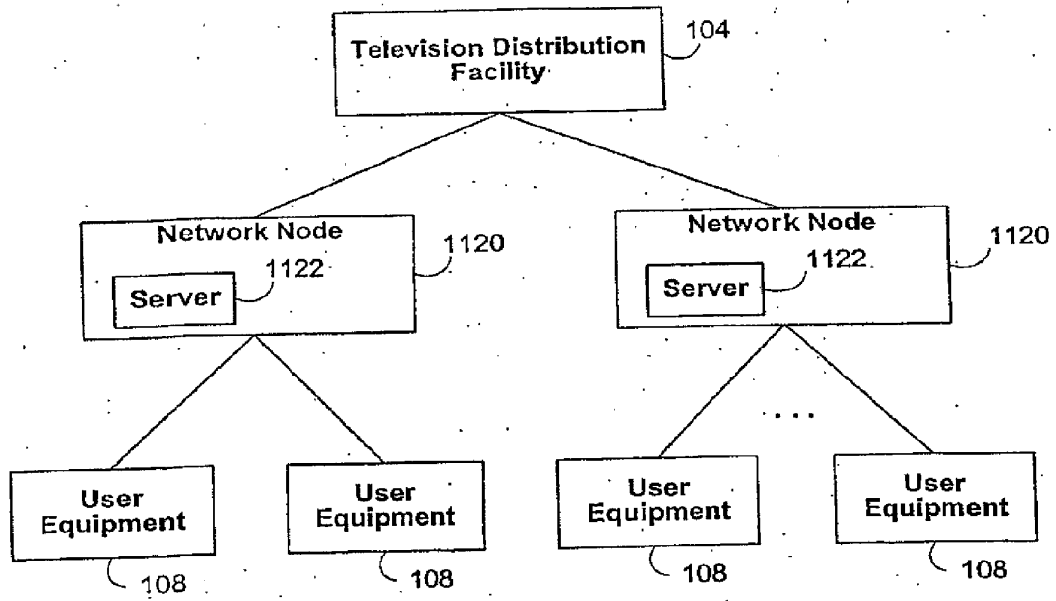 Television Distribution
Facility
104
Network Node
1120
1122
Server
Network Node
1120
1122
Server
...
User
Equipment
108
User
Equipment
108
User
Equipment
108
User
Equipment
108